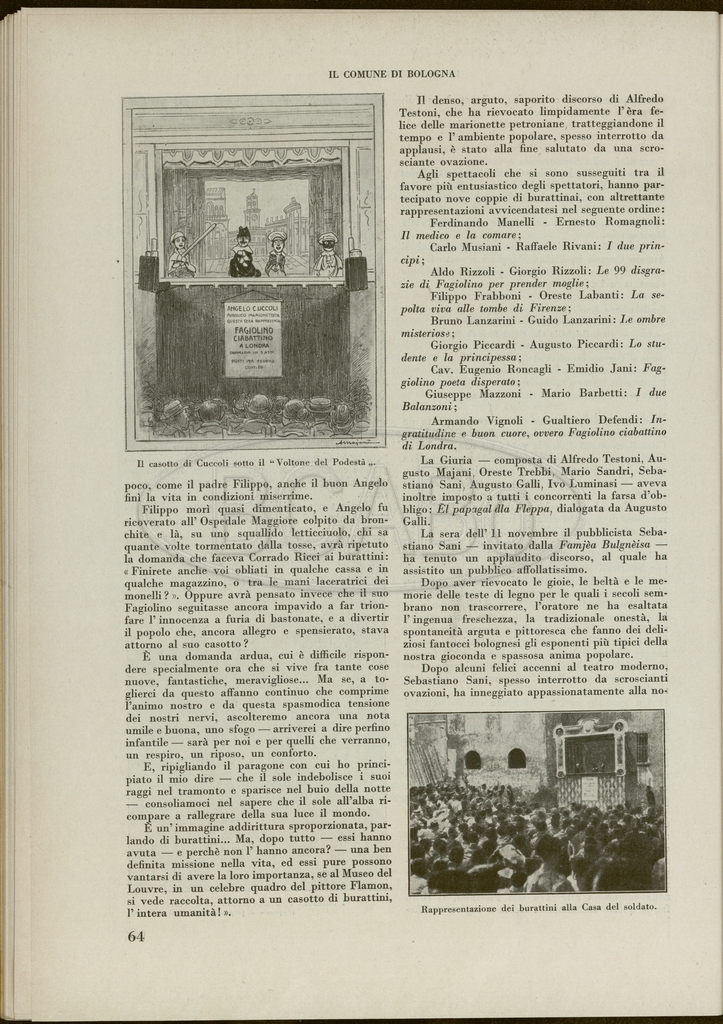 IL COMUNE DI BOLOGNA
ANGELO CUCCOLI
FAGIOLINO
CIABATTINO
A LONDRA
Il casotto di Cuccoli sotto il “Voltone del Podestà „.
poco, come il padre Filippo, anche il buon Angelo
finì la vita in condizioni miserrime.
Filippo morì quasi dimenticato, e Angelo fu
ricoverato all' Ospedale Maggiore colpito da bron-
chite e là, su uno squallido letticciuolo, chi sa
quante volte tormentato dalla tosse, avrà ripetuto
la domanda che faceva Corrado Ricci ai burattini:
« Finirete anche voi obliati in qualche cassa e in
qualche magazzino, o tra le mani laceratrici dei
monelli ? ». Oppure avrà pensato invece che il suo
Fagiolino seguitasse ancora impavido a far trion-
fare l' innocenza a furia di bastonate, e a divertir
il popolo che, ancora allegro e spensierato, stava
attorno al suo casotto ?
È una domanda ardua, cui è difficile rispon-
dere specialmente ora che si vive fra tante cose
nuove, fantastiche, meravigliose... Ma se, a to-
glierci da questo affanno continuo che comprime
l'animo nostro e da questa spasmodica tensione
dei nostri nervi, ascolteremo ancora una nota
umile e buona, uno sfogo — arriverei a dire perfino
infantile — sarà per noi e per quelli che verranno,
un respiro, un riposo, un conforto.
E, ripigliando il paragone con cui ho princi-
piato il mio dire — che il sole indebolisce i suoi
raggi nel tramonto e sparisce nel buio della notte
— consoliamoci nel sapere che il sole all'alba ri-
compare a rallegrare della sua luce il mondo.
È un' immagine addirittura sproporzionata, par-
lando di burattini... Ma, dopo tutto — essi hanno
avuta — e perchè non l' hanno ancora? — una ben
definita missione nella vita, ed essi pure possono
vantarsi di avere la loro importanza, se al Museo del
Louvre, in un celebre quadro del pittore Flamon,
si vede raccolta, attorno a un casotto di burattini,
l' intera umanità! ».
64
Il denso, arguto, saporito discorso di Alfredo
Testoni, che ha rievocato limpidamente l' èra fe-
lice delle marionette petroniane, tratteggiandone il
tempo e l' ambiente popolare, spesso interrotto da
applausi, è stato alla fine salutato da una scro-
sciante ovazione.
Agli spettacoli che si sono susseguiti tra il
favore più entusiastico degli spettatori, hanno par-
tecipato nove coppie di burattinai, con altrettante
rappresentazioni avvicendatesi nel seguente ordine:
Ferdinando Manelli - Ernesto Romagnoli:
Il medico e la comare;
Carlo Musiani - Raffaele Rivani: I due prin-
cipi;
Aldo Rizzoli - Giorgio Rizzoli: Le 99 disgra-
zie di Fagiolino per prender moglie;
Filippo Frabboni - Oreste Labanti: La se-
polta viva alle tombe di Firenze;
Bruno Lanzarini - Guido Lanzarini: Le ombre
misteriose;
Giorgio Piccardi - Augusto Piccardi: Lo stu-
dente e la principessa;
Cav. Eugenio Roncagli - Emidio Jani: Fag-
giolino poeta disperato;
Giuseppe Mazzoni - Mario Barbetti: I due
Balanzoni;
Armando Vignoli - Gualtiero Defendi: In-
gratitudine e buon cuore, ovvero Fagiolino ciabattino
di Londra.
La Giuria — composta di Alfredo Testoni, Au-
gusto Majani, Oreste Trebbi, Mario Sandri, Seba-
stiano Sani, Augusto Galli, Ivo Luminasi — aveva
inoltre imposto a tutti i concorrenti la farsa d'ob-
bligo: El papagal dla Fleppa, dialogata da Augusto
Galli.
La sera dell' 11 novembre il pubblicista Seba-
stiano Sani — invitato dalla Famjèa Bulgnèisa —
ha tenuto un applaudito discorso, al quale ha
assistito un pubblico affollatissimo.
Dopo aver rievocato le gioie, le beltà e le me-
morie delle teste di legno per le quali i secoli sem-
brano non trascorrere, l'oratore ne ha esaltata
l' ingenua freschezza, la tradizionale onestà, la
spontaneità arguta e pittoresca che fanno dei deli-
ziosi fantocci bolognesi gli esponenti più tipici della
nostra gioconda e spassosa anima popolare.
Dopo alcuni felici accenni al teatro moderno,
Sebastiano Sani, spesso interrotto da scroscianti
ovazioni, ha inneggiato appassionatamente alla no-
Rappresentazione dei burattini alla Casa del soldato.